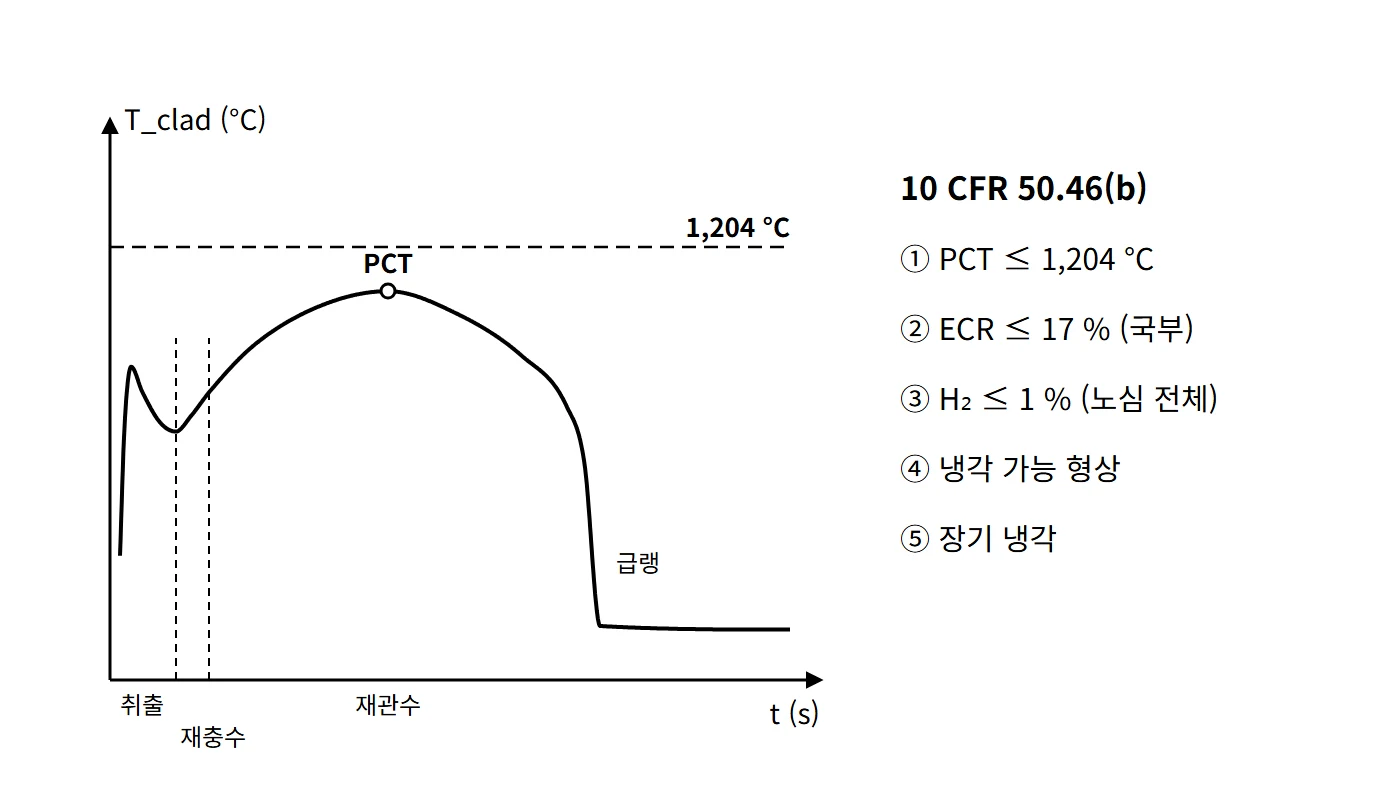 T_clad (°C)
1,204 °C
PCT
급랭
취출
재충수
재관수
t (s)
10 CFR 50.46(b)
① PCT ≤ 1,204 °C
② ECR ≤ 17 % (국부)
③ H₂ ≤ 1 % (노심 전체)
④ 냉각 가능 형상
⑤ 장기 냉각